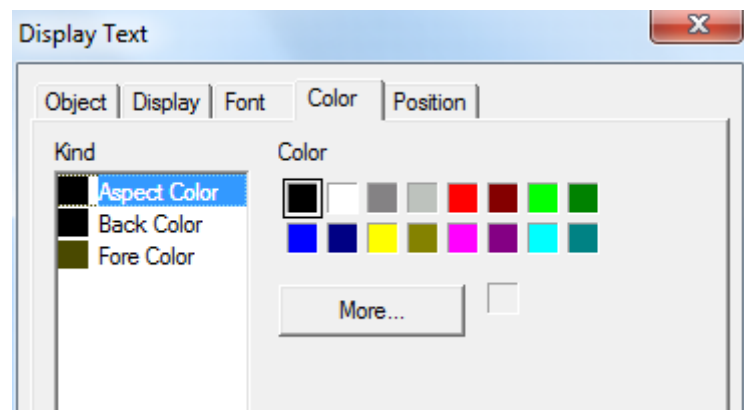 Display Text
Object Display Font Color Position
Kind Color
Aspect Color
Back Color
Fore Color
More...